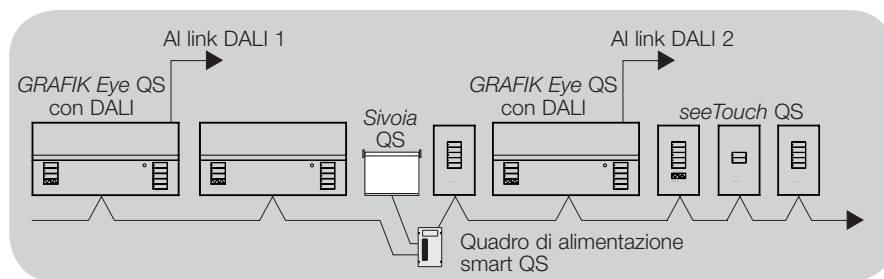 Al link DALI 1
Al link DALI 2
GRAFIK Eye QS
con DALI
Sivoia
QS
GRAFIK Eye QS
con DALI
seeTouch QS
Quadro di alimentazione
smart QS